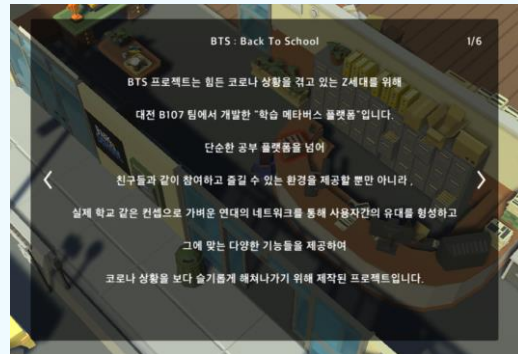 BTS : Back To School
1/6
BTS 프로젝트는 힘든 코로나 상황을 겪고 있는 Z세대를 위해
대전 B107 팀에서 개발한 "학습 메타버스 플랫폼"입니다.
단순한 공부 플랫폼을 넘어
친구들과 같이 참여하고 즐길 수 있는 환경을 제공할 뿐만 아니라 ,
실제 학교 같은 컨셉으로 가벼운 연대의 네트워크를 통해 사용자간의 유대를 형성하고
그에 맞는 다양한 기능들을 제공하여
코로나 상황을 보다 슬기롭게 해쳐나가기 위해 제작된 프로젝트입니다.